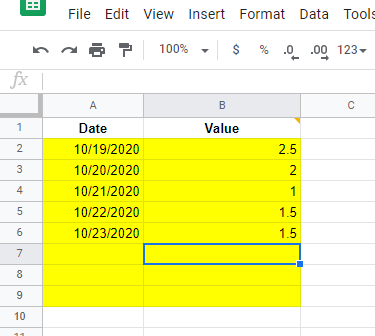 File Edit View Insert Format Data Tools
100% $ % .0 .00 123
fx
A B C
1 Date Value
2 10/19/2020 2.5
3 10/20/2020 2
4 10/21/2020 1
5 10/22/2020 1.5
6 10/23/2020 1.5
7
8
9
10